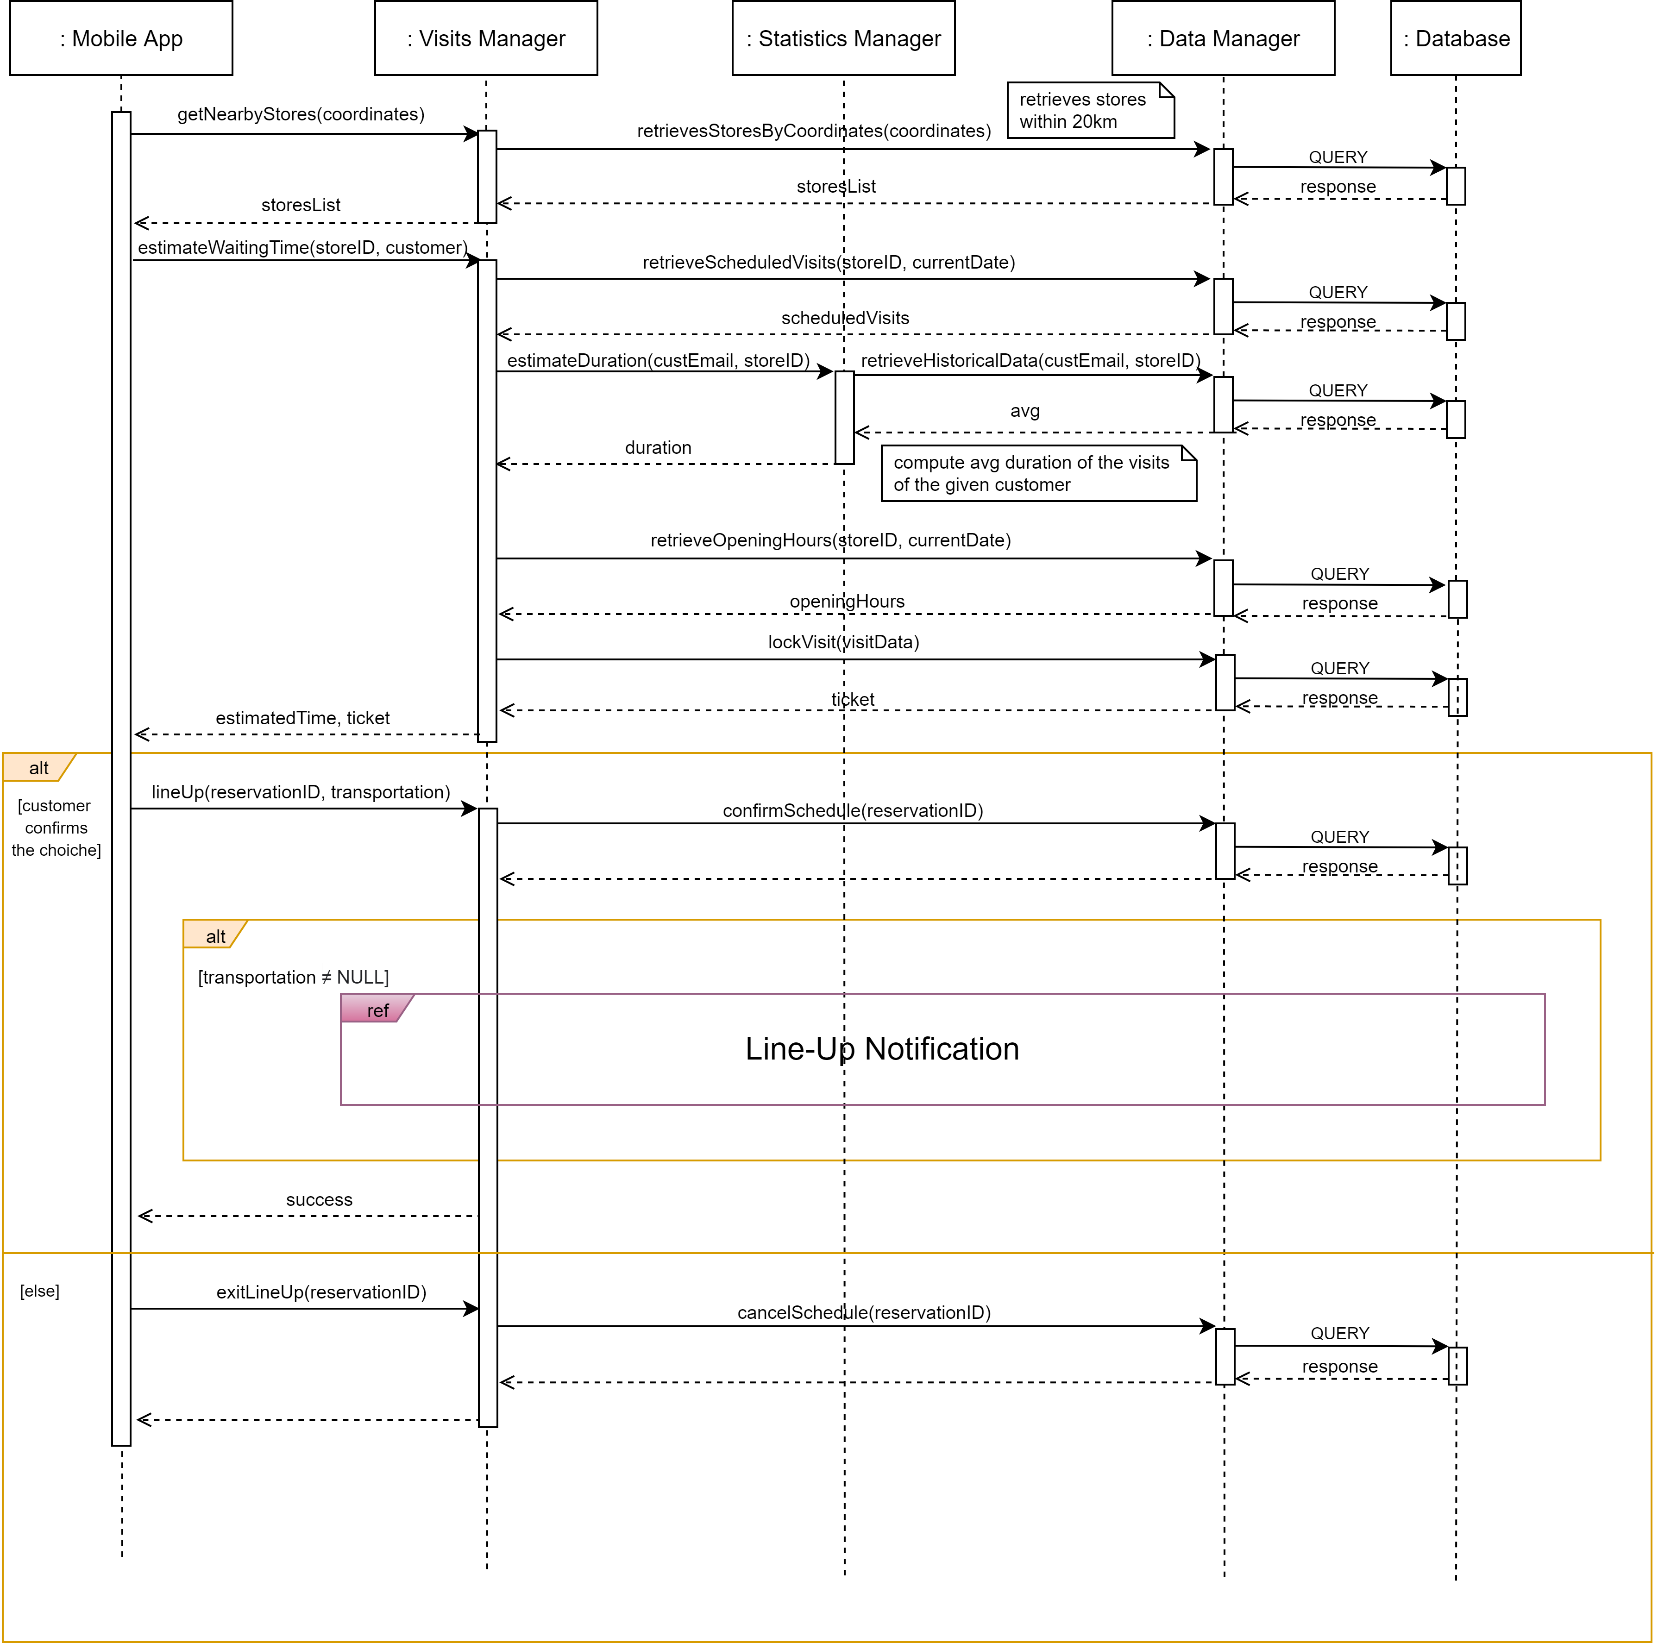 : Mobile App
: Visits Manager
: Statistics Manager
: Data Manager
: Database
retrieves stores
within 20km
getNearbyStores(coordinates)
retrievesStoresByCoordinates(coordinates)
QUERY
response
storesList
storesList
estimateWaitingTime(storeID, customer)
retrieveScheduledVisits(storeID, currentDate)
QUERY
response
scheduledVisits
estimateDuration(custEmail, storeID)
retrieveHistoricalData(custEmail, storeID)
QUERY
response
avg
duration
compute avg duration of the visits
of the given customer
retrieveOpeningHours(storeID, currentDate)
QUERY
response
openingHours
lockVisit(visitData)
QUERY
response
ticket
estimatedTime, ticket
alt
[customer
confirms
the choiche]
lineUp(reservationID, transportation)
confirmSchedule(reservationID)
QUERY
response
alt
[transportation ≠ NULL]
ref
Line-Up Notification
success
[else]
exitLineUp(reservationID)
cancelSchedule(reservationID)
QUERY
response